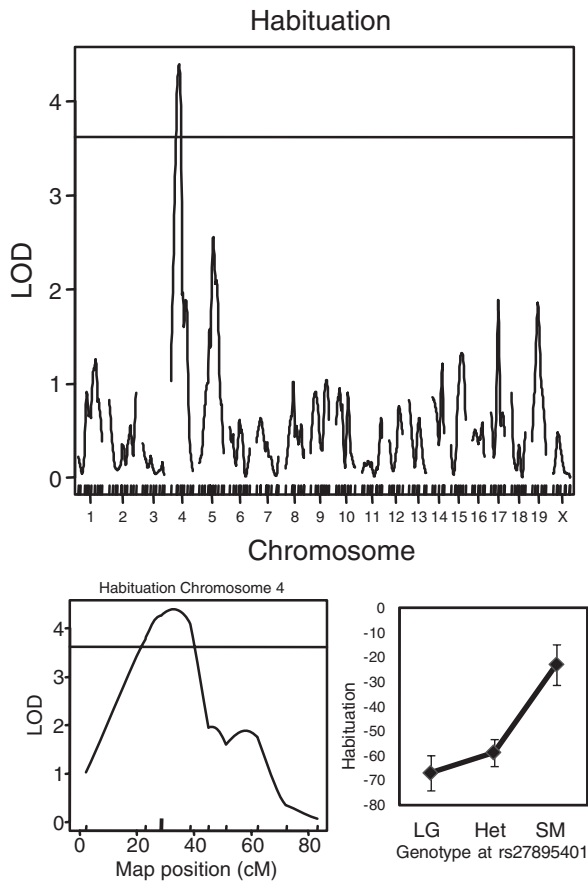 Habituation
LOD
4
3
2
1
0
1 2 3 4 5 6 7 8 9 10 11 12 13 14 15 16 17 18 19 X
Chromosome
Habituation Chromosome 4
LOD
4
3
2
1
0
0 20 40 60 80
Map position (cM)
Habituation
0
-10
-20
-30
-40
-50
-60
-70
-80
LG Het SM
Genotype at rs27895401